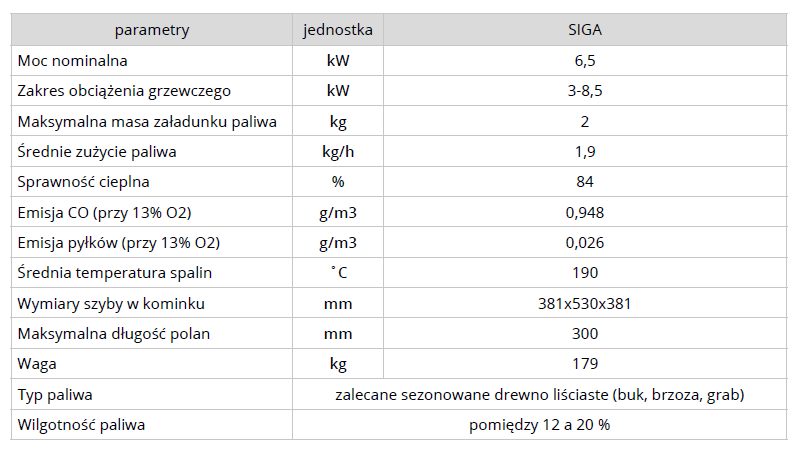 parametry jednostka SIGA
Moc nominalna kW 6,5
Zakres obciążenia grzewczego kW 3-8,5
Maksymalna masa załadunku paliwa kg 2
Średnie zużycie paliwa kg/h 1,9
Sprawność cieplna % 84
Emisja CO (przy 13% O2) g/m3 0,948
Emisja pyłków (przy 13% O2) g/m3 0,026
Średnia temperatura spalin ˚C 190
Wymiary szyby w kominku mm 381x530x381
Maksymalna długość polan mm 300
Waga kg 179
Typ paliwa zalecane sezonowane drewno liściaste (buk, brzoza, grab)
Wilgotność paliwa pomiędzy 12 a 20 %